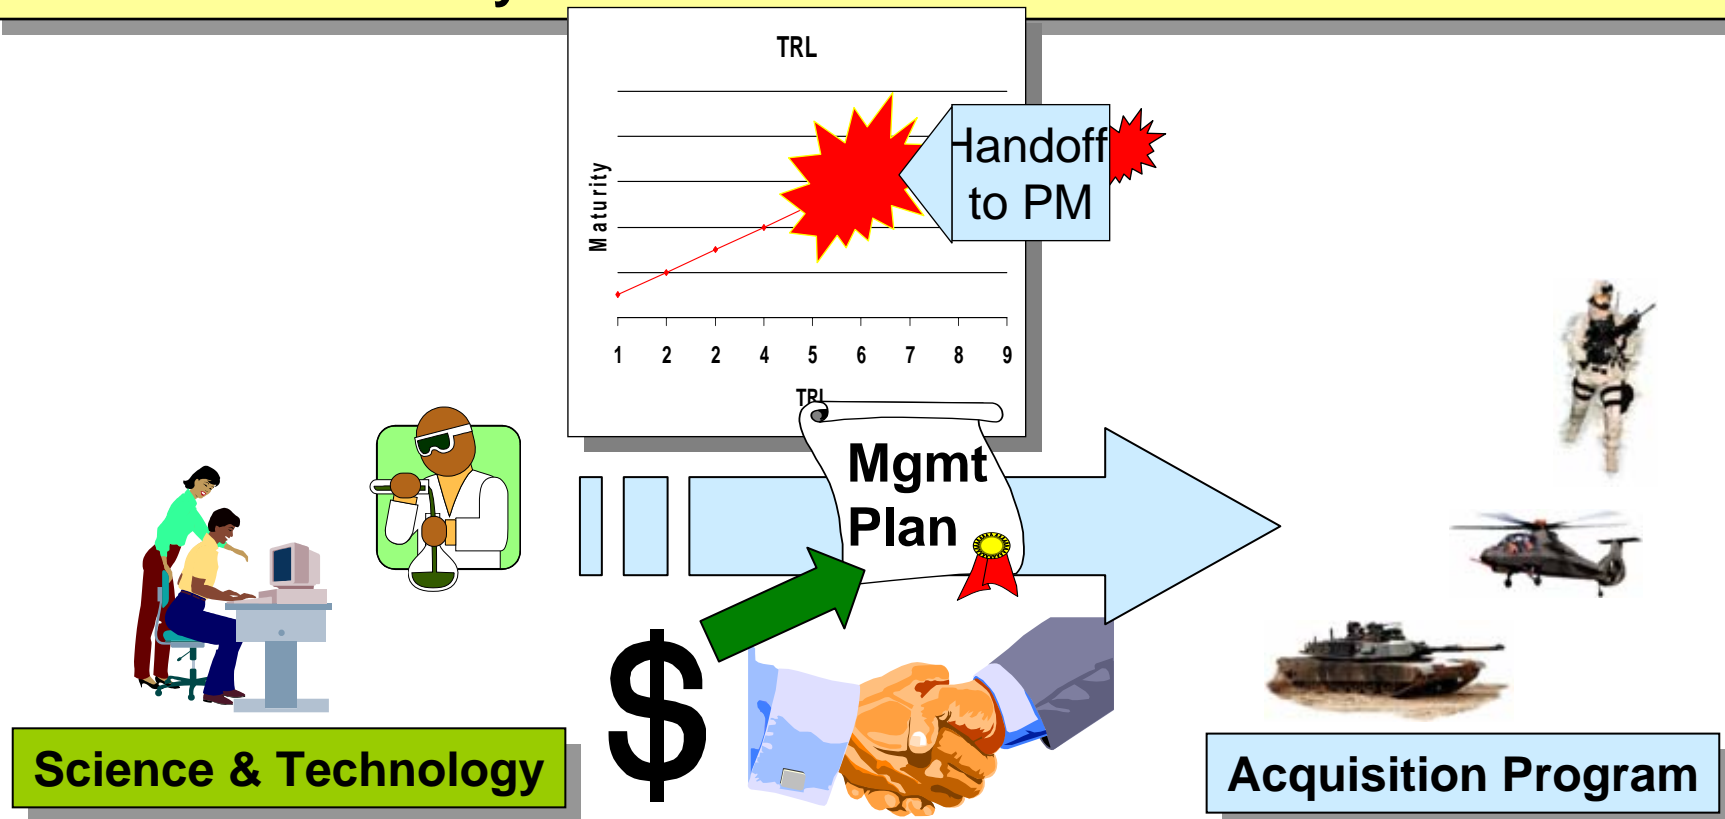 TRL
Handoff
to PM
Maturity
1 2 2 4 5 6 7 8 9
TRL
Mgmt
Plan
$
Science & Technology
Acquisition Program